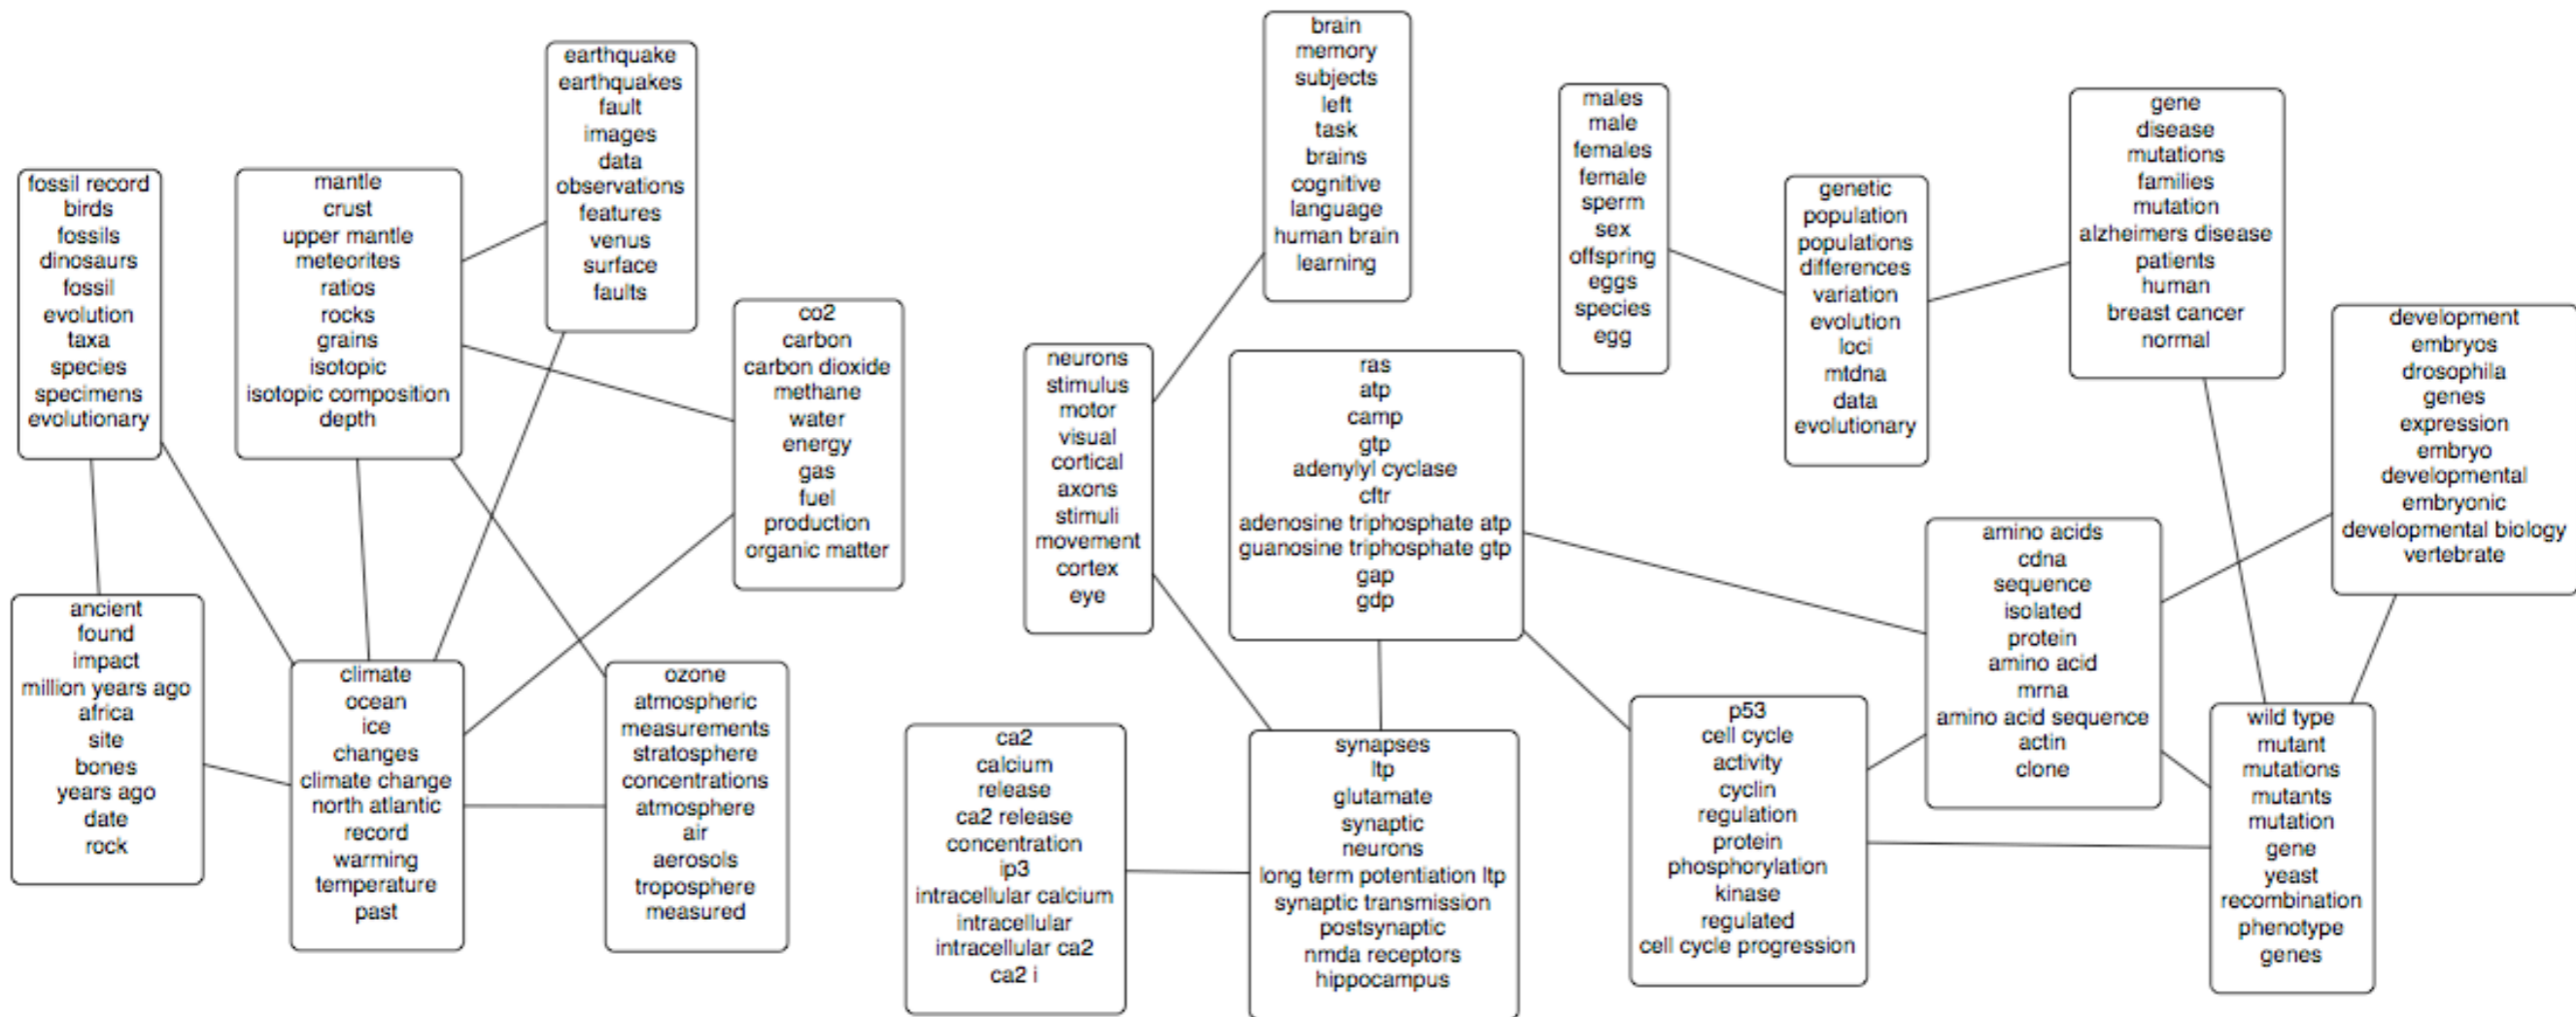 fossil record
birds
fossils
dinosaurs
fossil
evolution
taxa
species
specimens
evolutionary
mantle
crust
upper mantle
meteorites
ratios
rocks
grains
isotopic
isotopic composition
depth
earthquake
earthquakes
fault
images
data
observations
features
venus
surface
faults
co2
carbon
carbon dioxide
methane
water
energy
gas
fuel
production
organic matter
ancient
found
impact
million years ago
africa
site
bones
years ago
date
rock
climate
ocean
ice
changes
climate change
north atlantic
record
warming
temperature
past
ozone
atmospheric
measurements
stratosphere
concentrations
atmosphere
air
aerosols
troposphere
measured
brain
memory
subjects
left
task
brains
cognitive
language
human brain
learning
neurons
stimulus
motor
visual
cortical
axons
stimuli
movement
cortex
eye
ras
atp
camp
gtp
adenylyl cyclase
cftr
adenosine triphosphate atp
guanosine triphosphate gtp
gap
gdp
ca2
calcium
release
ca2 release
concentration
ip3
intracellular calcium
intracellular
intracellular ca2
ca2 i
synapses
ltp
glutamate
synaptic
neurons
long term potentiation ltp
synaptic transmission
postsynaptic
nmda receptors
hippocampus
males
male
females
female
sperm
sex
offspring
eggs
species
egg
genetic
population
populations
differences
variation
evolution
loci
mtdna
data
evolutionary
gene
disease
mutations
families
mutation
alzheimers disease
patients
human
breast cancer
normal
development
embryos
drosophila
genes
expression
embryo
developmental
embryonic
developmental biology
vertebrate
amino acids
cdna
sequence
isolated
protein
amino acid
mrna
amino acid sequence
actin
clone
p53
cell cycle
activity
cyclin
regulation
protein
phosphorylation
kinase
regulated
cell cycle progression
wild type
mutant
mutations
mutants
mutation
gene
yeast
recombination
phenotype
genes